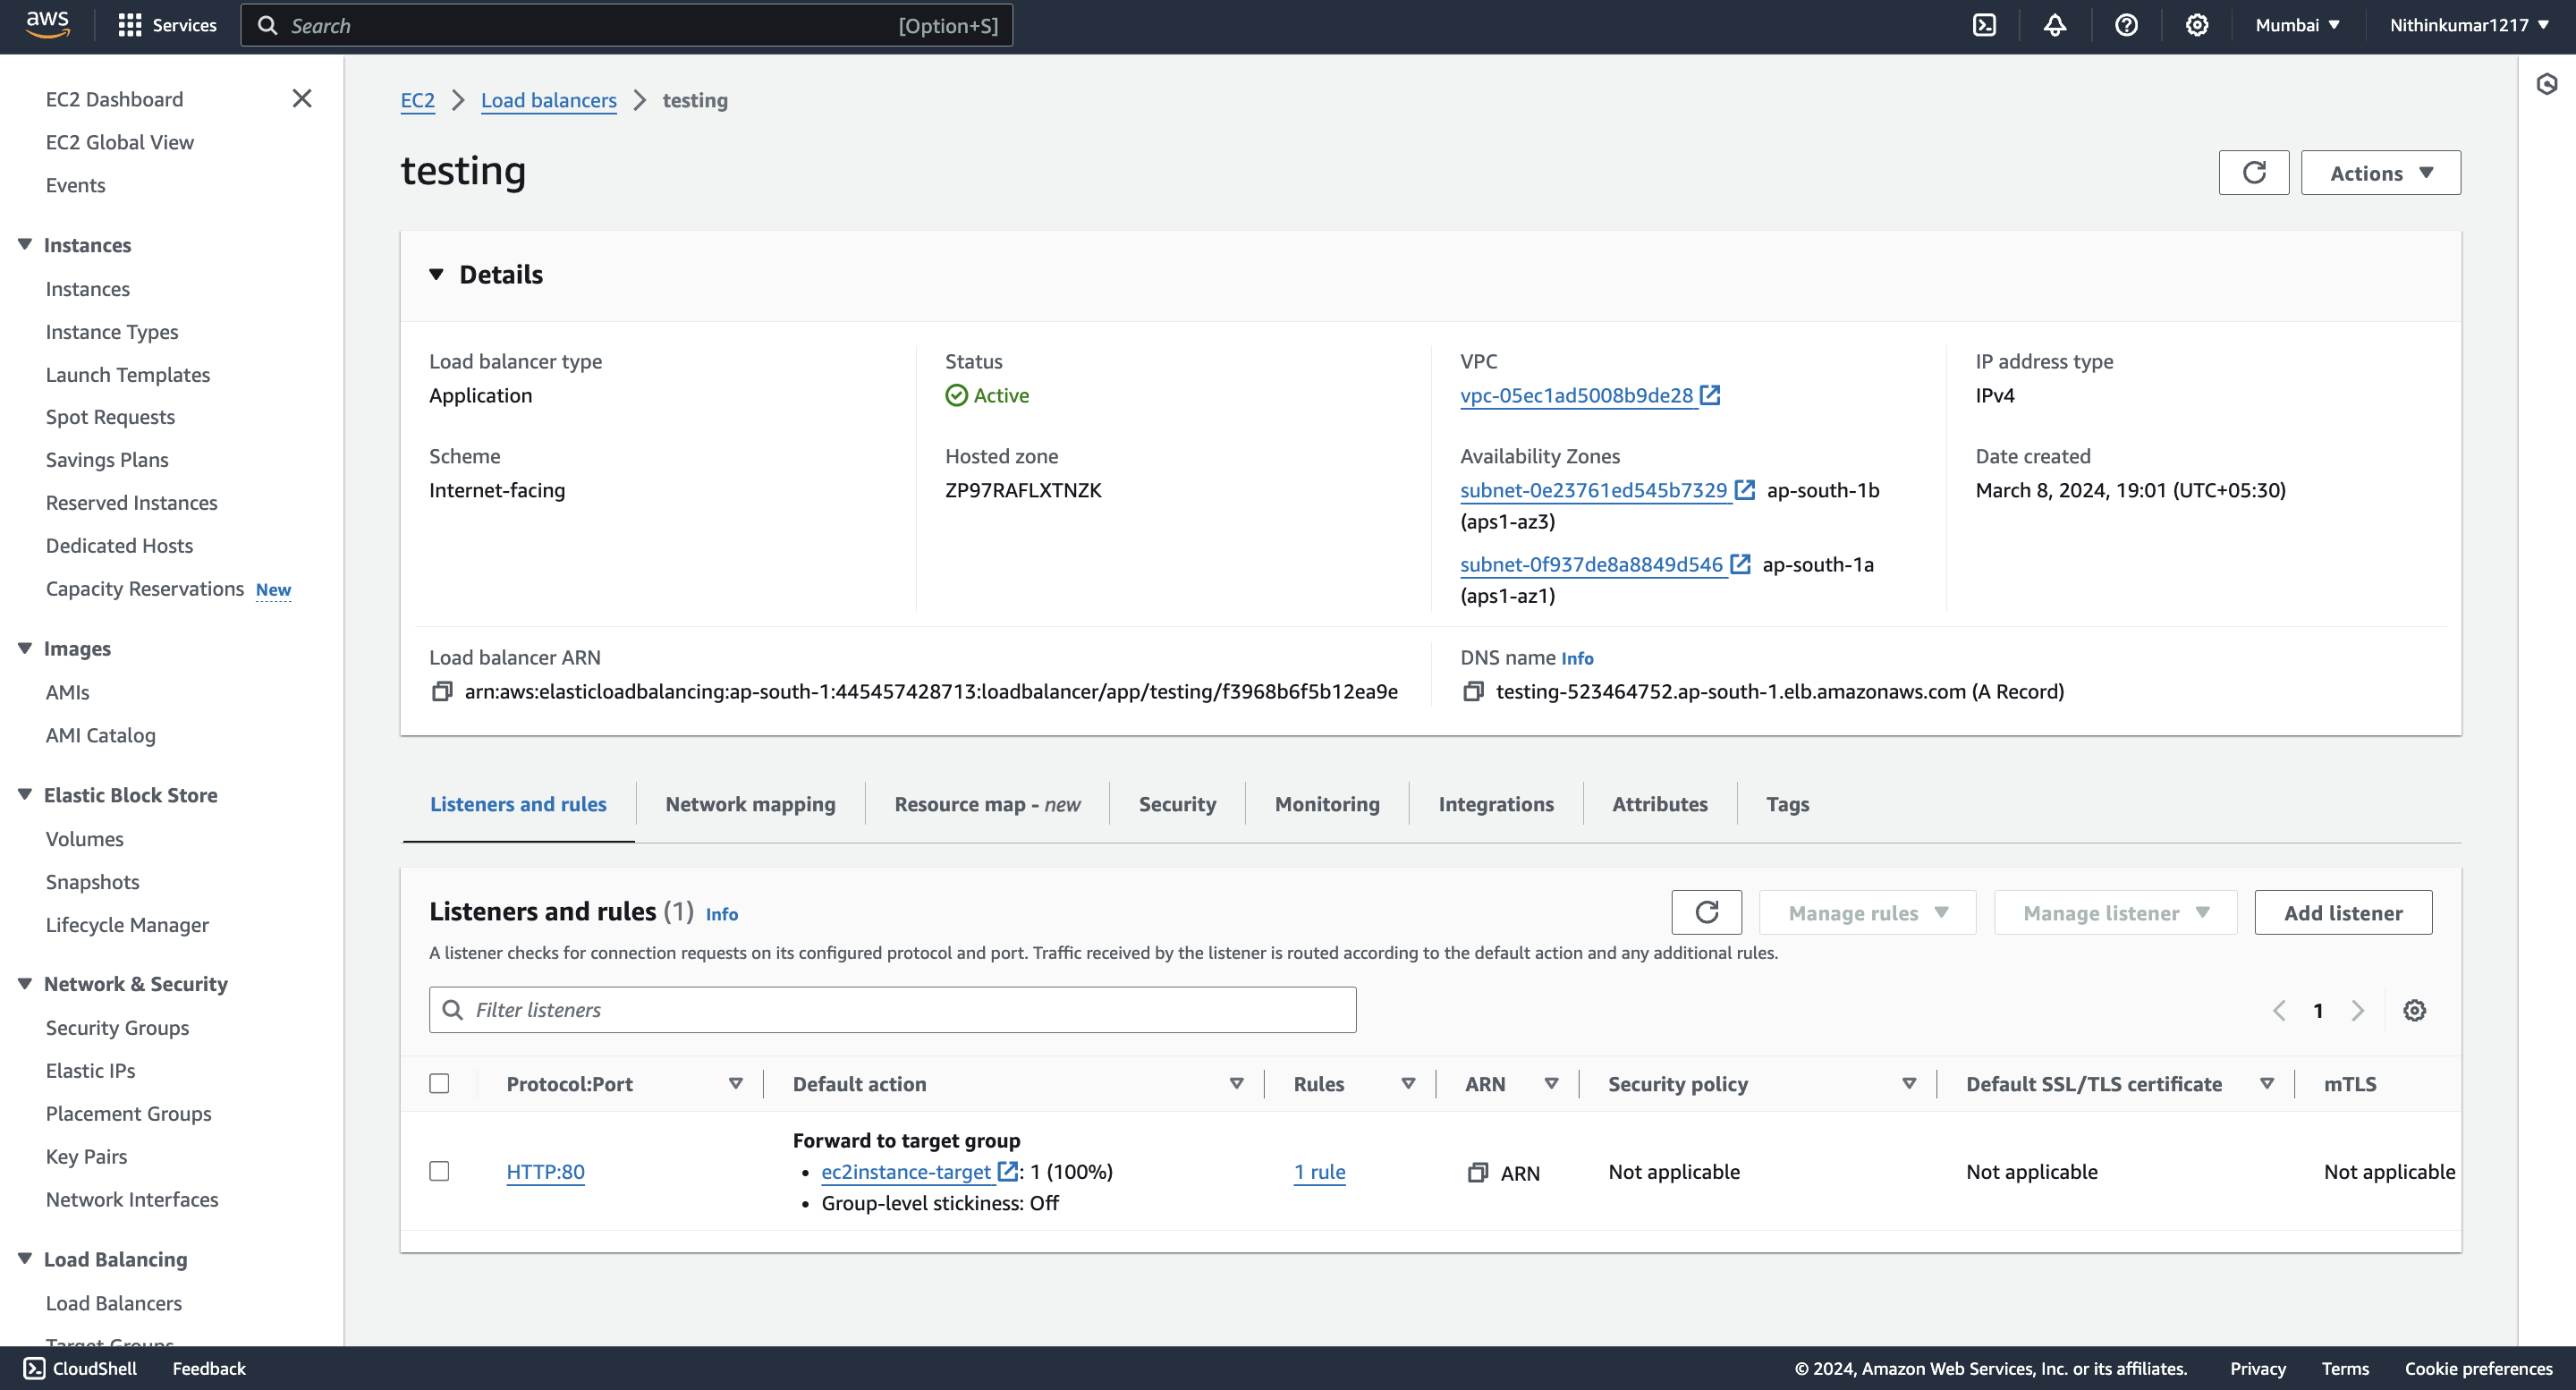 aws
Services
Search [Option+S]
Mumbai
Nithinkumar1217
EC2 Dashboard
EC2 Global View
Events
Instances
Instances
Instance Types
Launch Templates
Spot Requests
Savings Plans
Reserved Instances
Dedicated Hosts
Capacity Reservations New
Images
AMIs
AMI Catalog
Elastic Block Store
Volumes
Snapshots
Lifecycle Manager
Network & Security
Security Groups
Elastic IPs
Placement Groups
Key Pairs
Network Interfaces
Load Balancing
Load Balancers
Target Groups
EC2 Load balancers testing
testing
Actions
Details
Load balancer type
Application
Status
Active
VPC
vpc-05ec1ad5008b9de28
IP address type
IPv4
Scheme
Internet-facing
Hosted zone
ZP97RAFLXTNZK
Availability Zones
subnet-0e23761ed545b7329 ap-south-1b
(aps1-az3)
subnet-0f937de8a8849d546 ap-south-1a
(aps1-az1)
Date created
March 8, 2024, 19:01 (UTC+05:30)
Load balancer ARN
arn:aws:elasticloadbalancing:ap-south-1:445457428713:loadbalancer/app/testing/f3968b6f5b12ea9e
DNS name Info
testing-523464752.ap-south-1.elb.amazonaws.com (A Record)
Listeners and rules Network mapping Resource map - new Security Monitoring Integrations Attributes Tags
Listeners and rules (1) Info
Manage rules Manage listener Add listener
A listener checks for connection requests on its configured protocol and port. Traffic received by the listener is routed according to the default action and any additional rules.
Filter listeners
1
Protocol:Port Default action Rules ARN Security policy Default SSL/TLS certificate mTLS
Forward to target group
HTTP:80 • ec2instance-target : 1 (100%) 1 rule ARN Not applicable Not applicable Not applicable
• Group-level stickiness: Off
CloudShell Feedback © 2024, Amazon Web Services, Inc. or its affiliates. Privacy Terms Cookie preferences